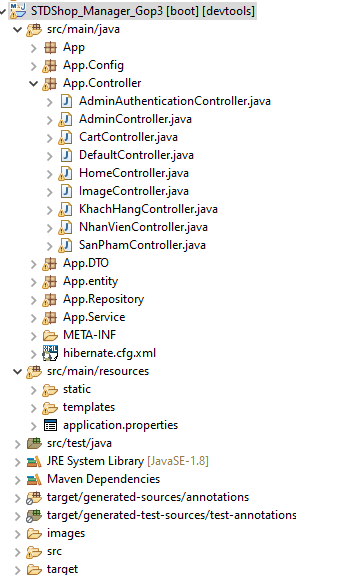 STDShop_Manager_Gop3 [boot] [devtools]
src/main/java
App
App.Config
App.Controller
AdminAuthenticationController.java
AdminController.java
CartController.java
DefaultController.java
HomeController.java
ImageController.java
KhachHangController.java
NhanVienController.java
SanPhamController.java
App.DTO
App.entity
App.Repository
App.Service
META-INF
hibernate.cfg.xml
src/main/resources
static
templates
application.properties
src/test/java
JRE System Library [JavaSE-1.8]
Maven Dependencies
target/generated-sources/annotations
target/generated-test-sources/test-annotations
images
src
target